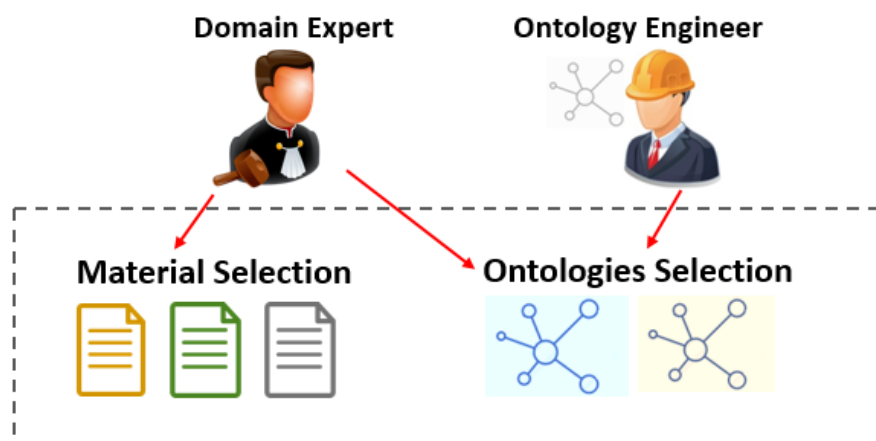 Domain Expert
Ontology Engineer
Material Selection
Ontologies Selection